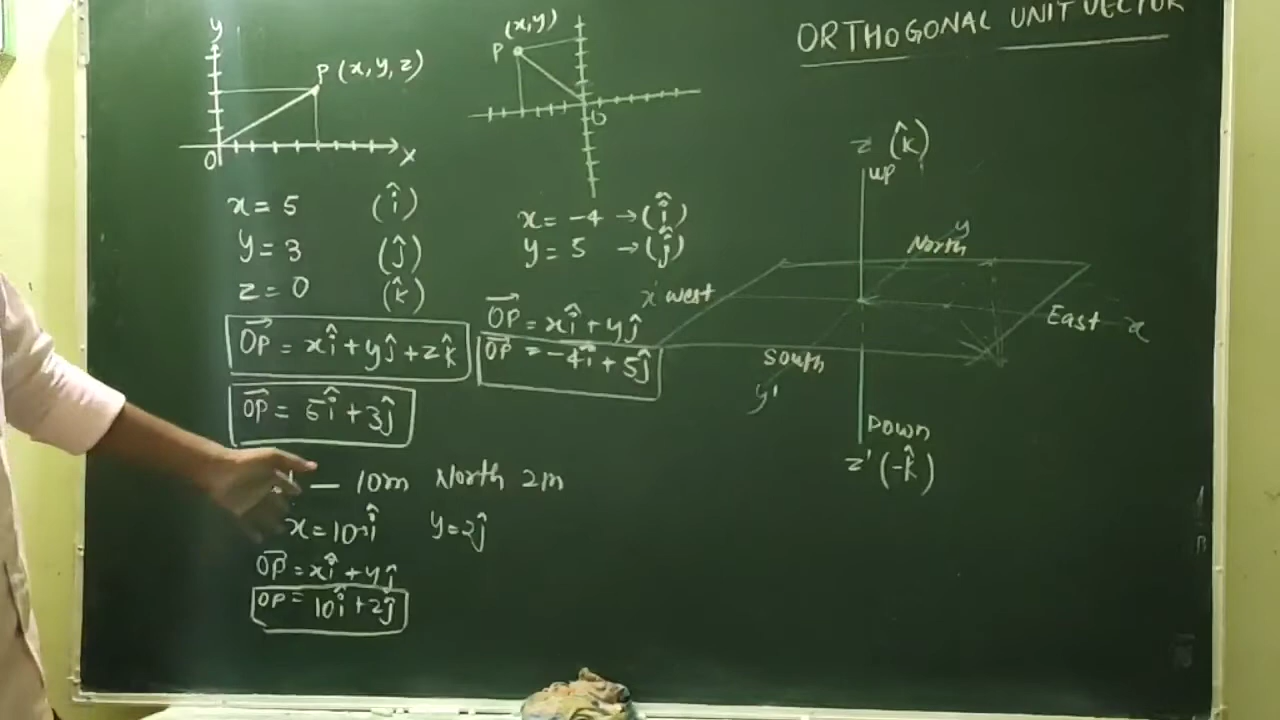 ORTHOGONAL UNIT VECTOR
y
P (x, y, z)
O
x
(x, y)
P
O
x = 5 (î)
y = 3 (ĵ)
z = 0 (k̂)
OP⃗ = xî + yĵ + zk̂
OP⃗ = 5î + 3ĵ
x = -4 → (î)
y = 5 → (ĵ)
OP⃗ = xî + yĵ
OP⃗ = -4î + 5ĵ
— 10m North 2m
x = 10î y = 2ĵ
OP⃗ = xî + yĵ
OP = 10î + 2ĵ
z (k̂)
UP
y
North
x' west
East x
South
y'
Down
z' (-k̂)